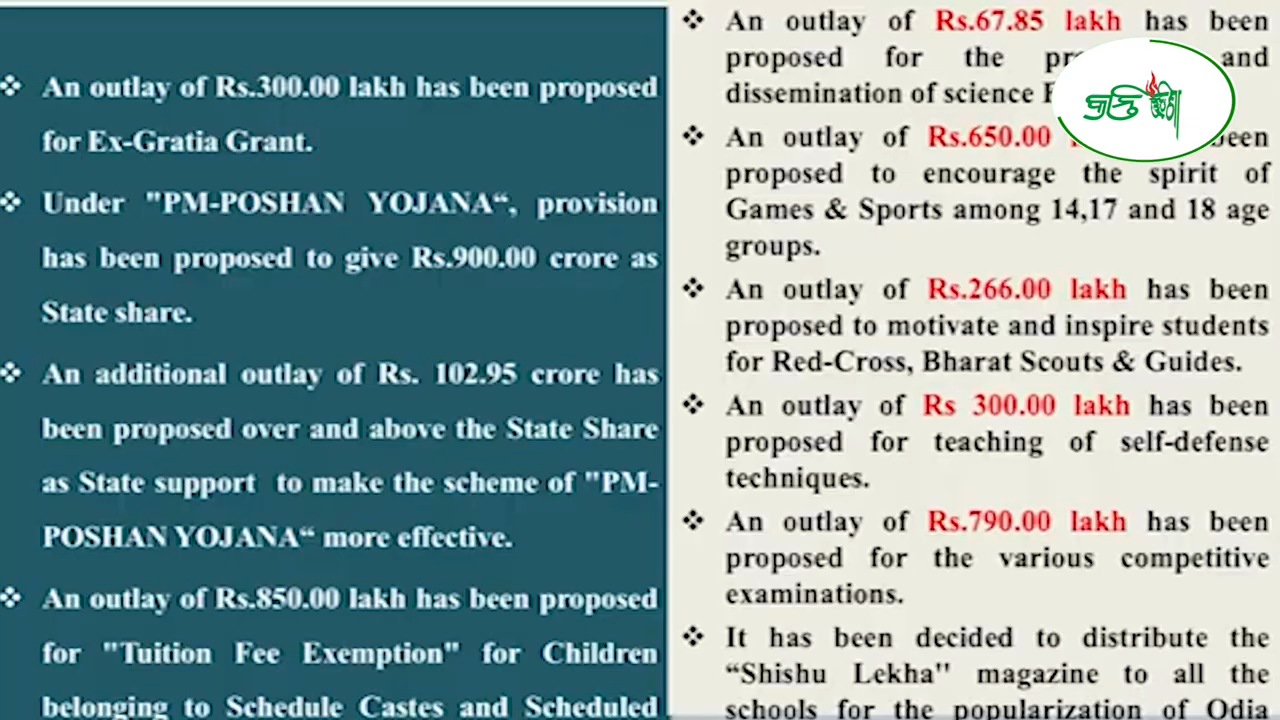 ❖ An outlay of Rs.300.00 lakh has been proposed
for Ex-Gratia Grant.
❖ Under "PM-POSHAN YOJANA“, provision
has been proposed to give Rs.900.00 crore as
State share.
❖ An additional outlay of Rs. 102.95 crore has
been proposed over and above the State Share
as State support to make the scheme of "PM-
POSHAN YOJANA“ more effective.
❖ An outlay of Rs.850.00 lakh has been proposed
for "Tuition Fee Exemption" for Children
belonging to Schedule Castes and Scheduled
❖ An outlay of Rs.67.85 lakh has been
proposed for the and
dissemination of science
❖ An outlay of Rs.650.00 been
proposed to encourage the spirit of
Games & Sports among 14,17 and 18 age
groups.
❖ An outlay of Rs.266.00 lakh has been
proposed to motivate and inspire students
for Red-Cross, Bharat Scouts & Guides.
❖ An outlay of Rs 300.00 lakh has been
proposed for teaching of self-defense
techniques.
❖ An outlay of Rs.790.00 lakh has been
proposed for the various competitive
examinations.
❖ It has been decided to distribute the
“Shishu Lekha" magazine to all the
schools for the popularization of Odia